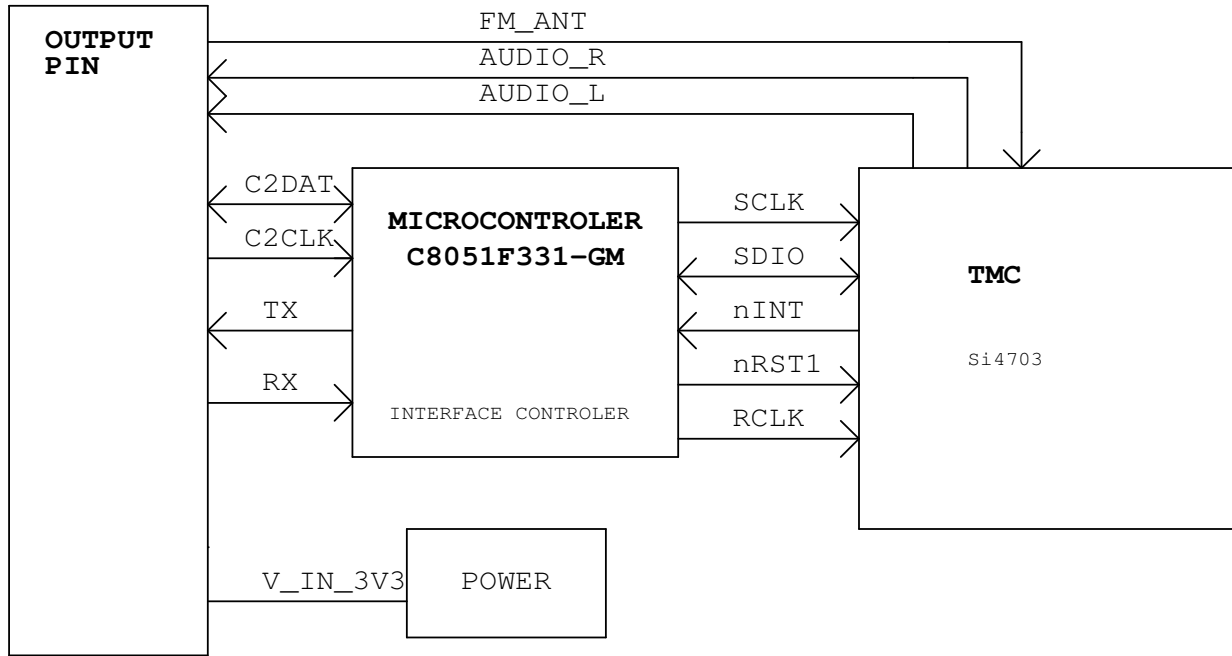 OUTPUT
PIN
FM_ANT
AUDIO_R
AUDIO_L
C2DAT
C2CLK
TX
RX
MICROCONTROLER
C8051F331-GM
INTERFACE CONTROLER
SCLK
SDIO
nINT
nRST1
RCLK
TMC
Si4703
V_IN_3V3
POWER